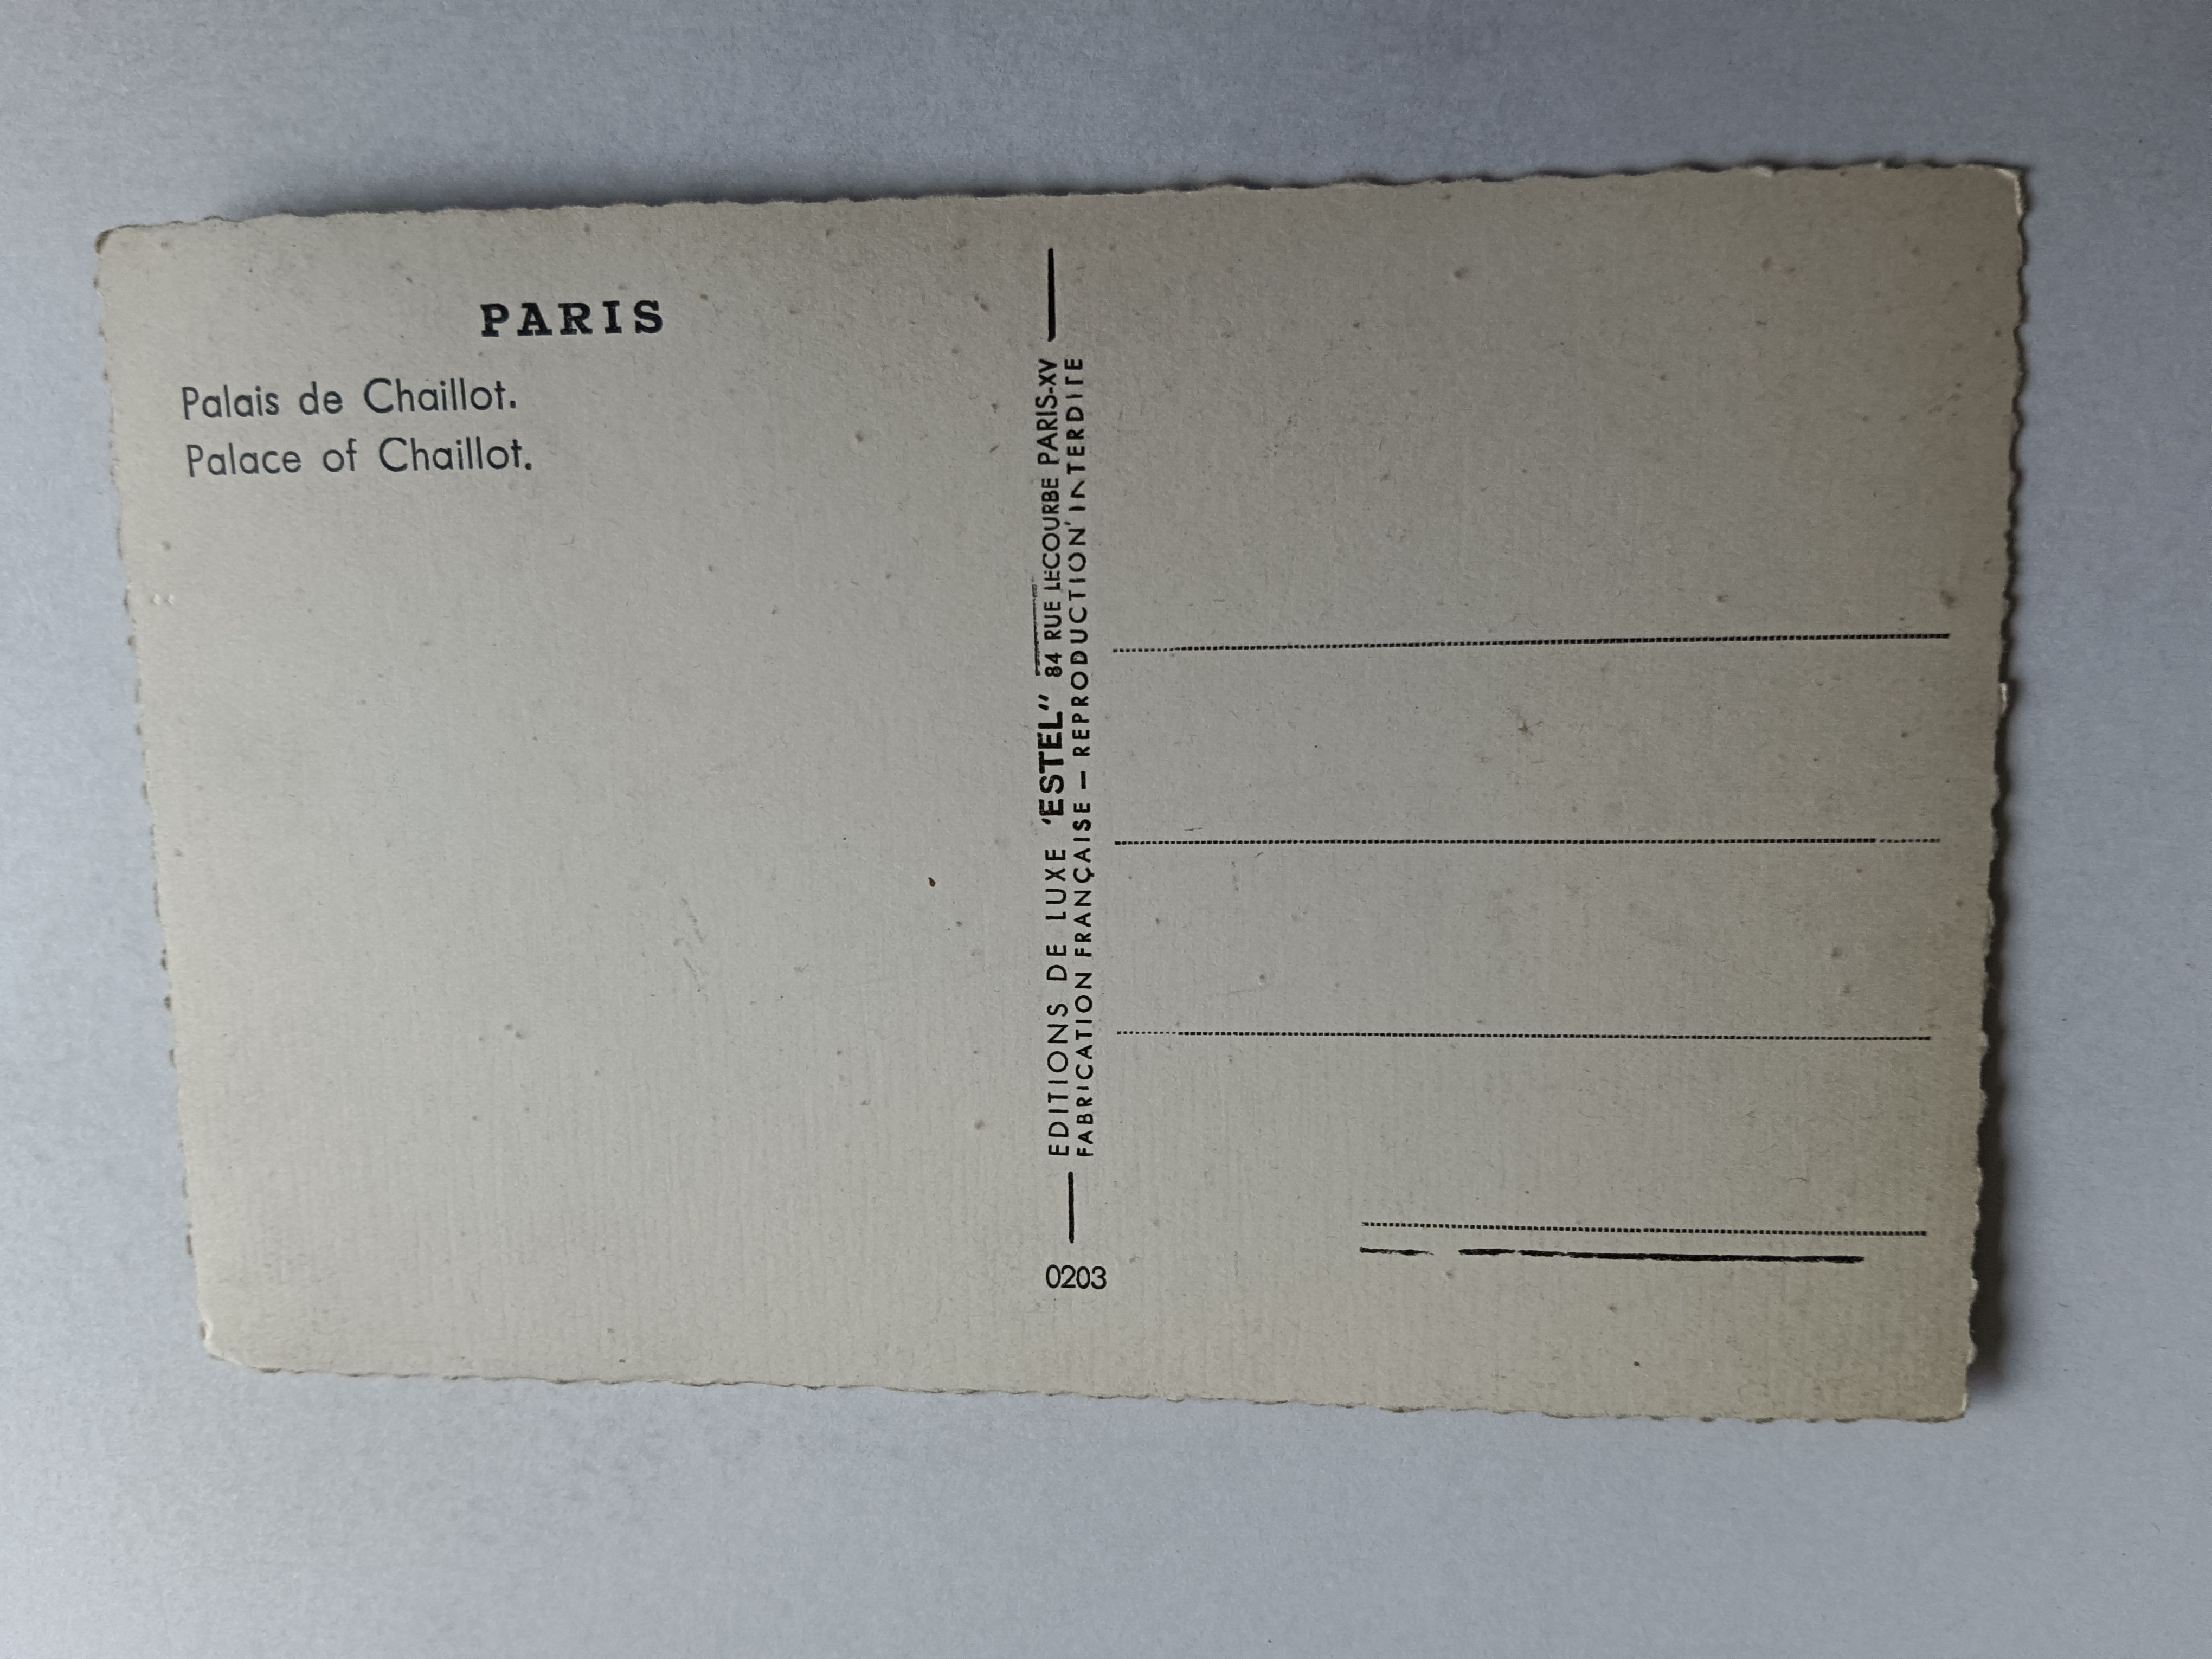 PARIS
Palais de Chaillot.
Palace of Chaillot.
EDITIONS DE LUXE "ESTEL" 84 RUE LECOURBE PARIS-XV
FABRICATION FRANÇAISE — REPRODUCTION INTERDITE
0203